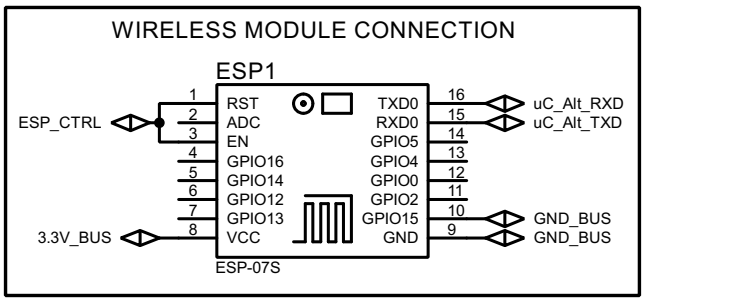 WIRELESS MODULE CONNECTION
ESP1
1 RST TXD0 16 uC_Alt_RXD
2 ADC RXD0 15 uC_Alt_TXD
ESP_CTRL
3 EN GPIO5 14
4 GPIO16 GPIO4 13
5 GPIO14 GPIO0 12
6 GPIO12 GPIO2 11
7 GPIO13 GPIO15 10 GND_BUS
3.3V_BUS 8 VCC GND 9 GND_BUS
ESP-07S